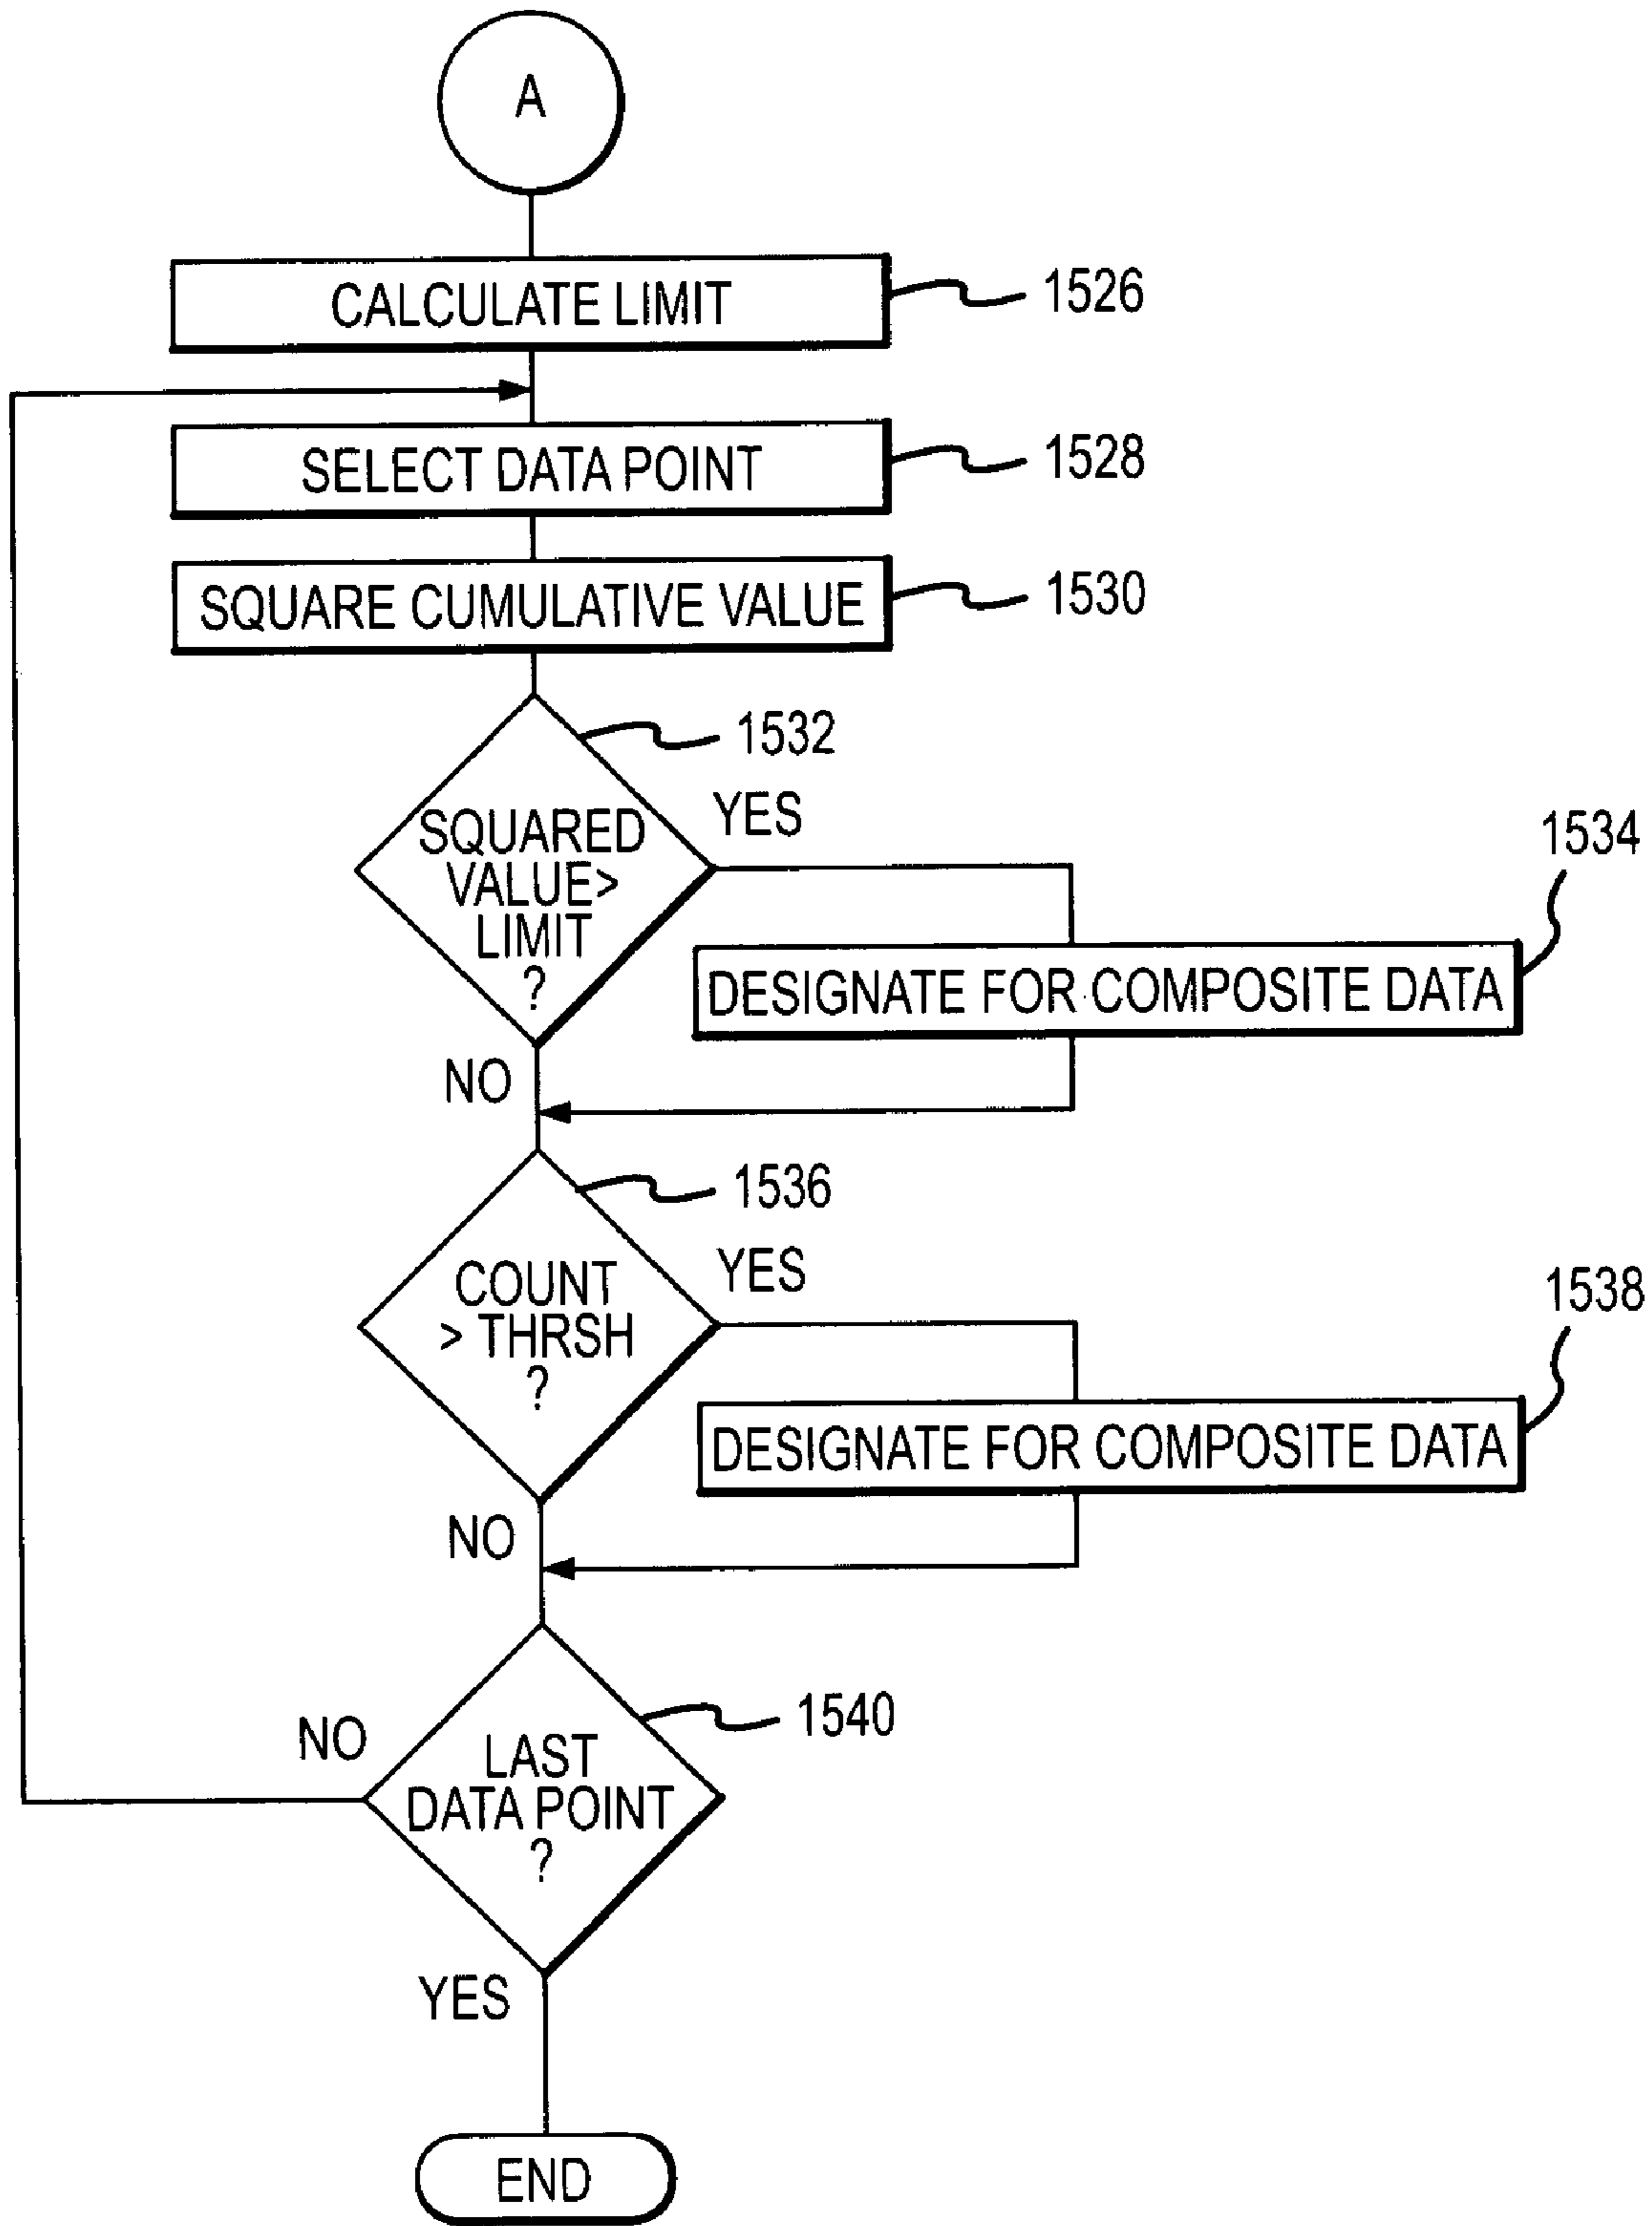 A
CALCULATE LIMIT
1526
SELECT DATA POINT
1528
SQUARE CUMULATIVE VALUE
1530
1532
SQUARED
VALUE>
LIMIT
?
YES
1534
DESIGNATE FOR COMPOSITE DATA
NO
1536
COUNT
> THRSH
?
YES
1538
DESIGNATE FOR COMPOSITE DATA
NO
1540
LAST
DATA POINT
?
NO
YES
END